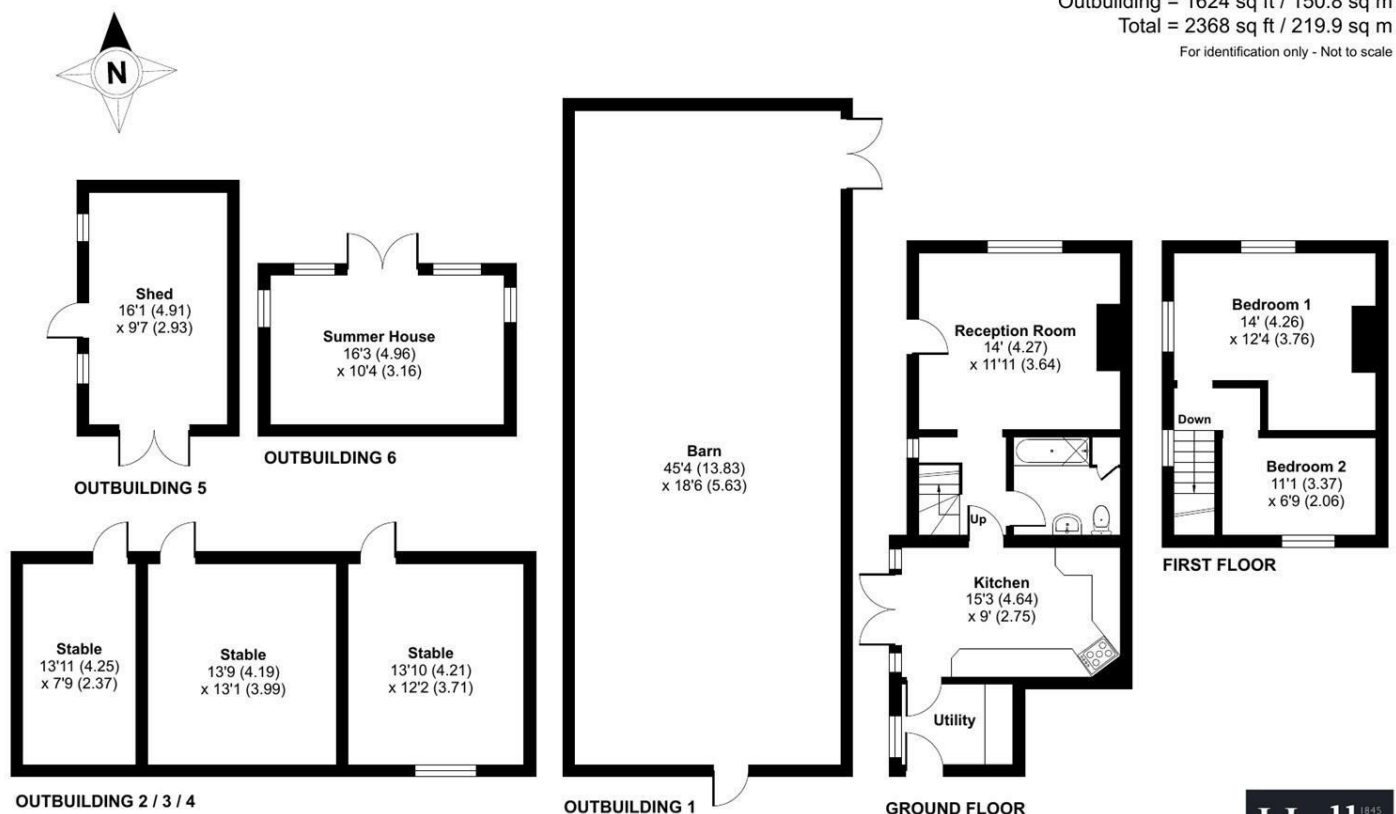 Outbuilding = 1624 sq ft / 150.8 sq m
Total = 2368 sq ft / 219.9 sq m
For identification only - Not to scale
N
Shed
16'1 (4.91)
x 9'7 (2.93)
OUTBUILDING 5
Summer House
16'3 (4.96)
x 10'4 (3.16)
OUTBUILDING 6
Stable
13'11 (4.25)
x 7'9 (2.37)
Stable
13'9 (4.19)
x 13'1 (3.99)
Stable
13'10 (4.21)
x 12'2 (3.71)
OUTBUILDING 2 / 3 / 4
Barn
45'4 (13.83)
x 18'6 (5.63)
OUTBUILDING 1
Reception Room
14' (4.27)
x 11'11 (3.64)
Up
Kitchen
15'3 (4.64)
x 9' (2.75)
Utility
GROUND FLOOR
Bedroom 1
14' (4.26)
x 12'4 (3.76)
Down
Bedroom 2
11'1 (3.37)
x 6'9 (2.06)
FIRST FLOOR
1845